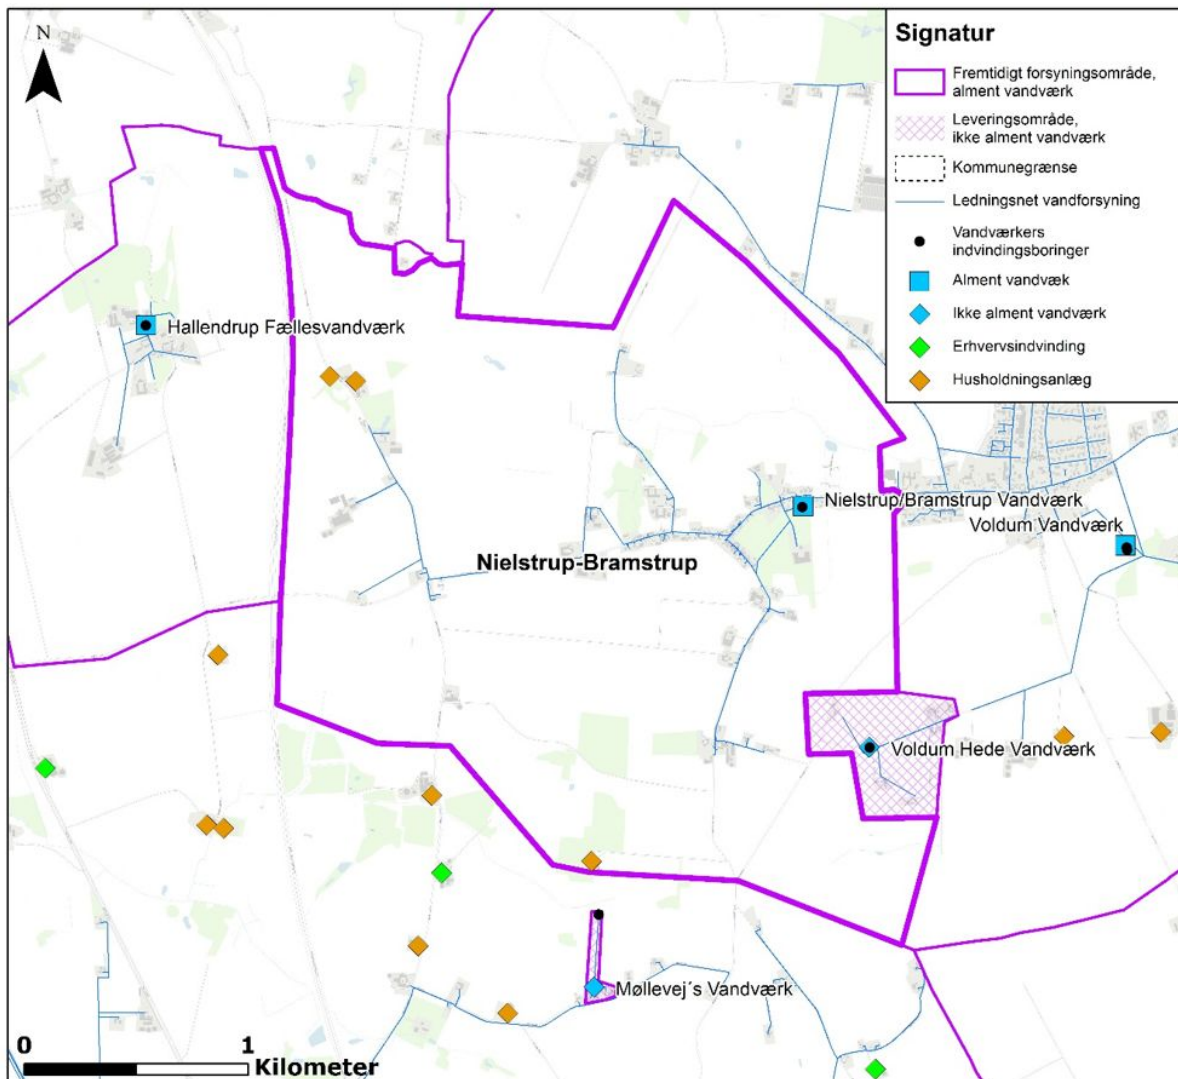 N
Signatur
Fremtidigt forsyningsområde,
alment vandværk
Leveringsområde,
ikke alment vandværk
Kommunegrænse
Ledningsnet vandforsyning
Vandværkers
indvindingsboringer
Alment vandvæk
Ikke alment vandværk
Erhvervsindvinding
Husholdningsanlæg
Hallendrup Fællesvandværk
Nielstrup/Bramstrup Vandværk
Voldum Vandværk
Nielstrup-Bramstrup
Voldum Hede Vandværk
Møllevej´s Vandværk
0 1
Kilometer